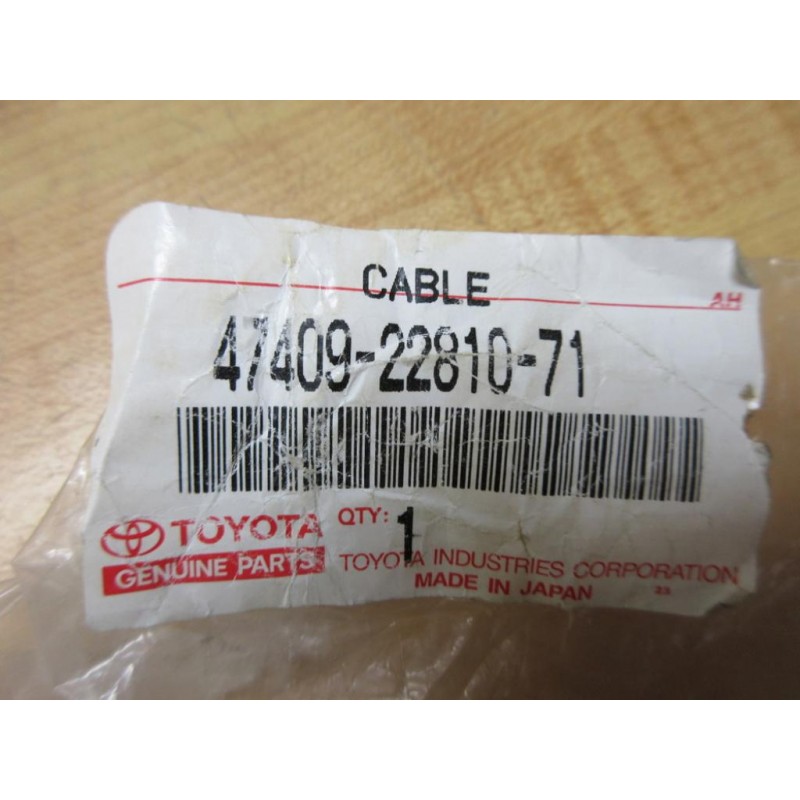 CABLE
AH
47409-22810-71
TOYOTA QTY: 1
GENUINE PARTS TOYOTA INDUSTRIES CORPORATION
MADE IN JAPAN 23